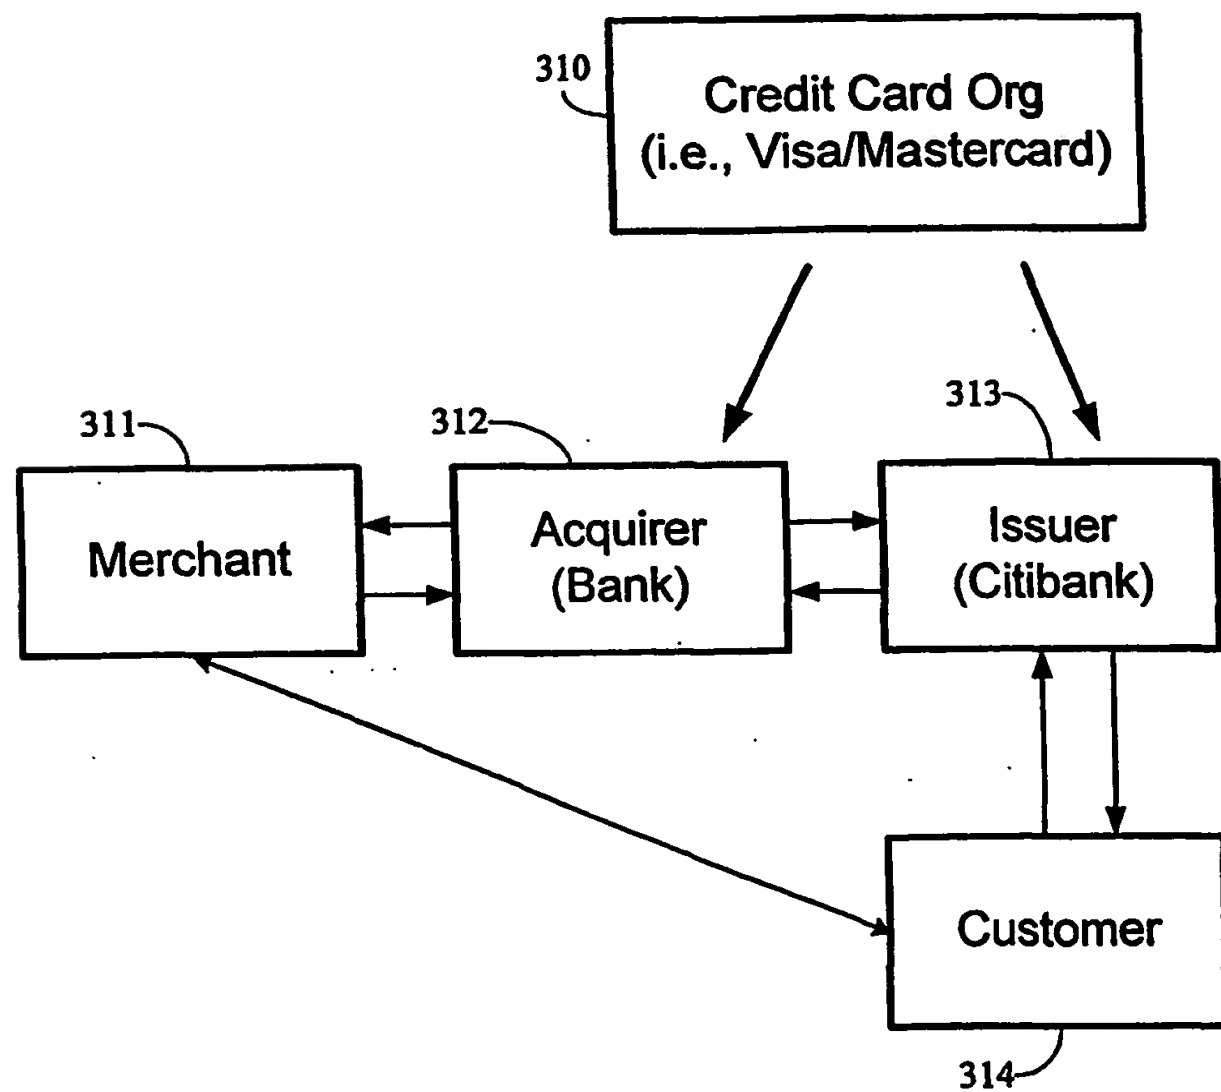 310
Credit Card Org
(i.e., Visa/Mastercard)
311
312
313
Merchant
Acquirer
(Bank)
Issuer
(Citibank)
Customer
314